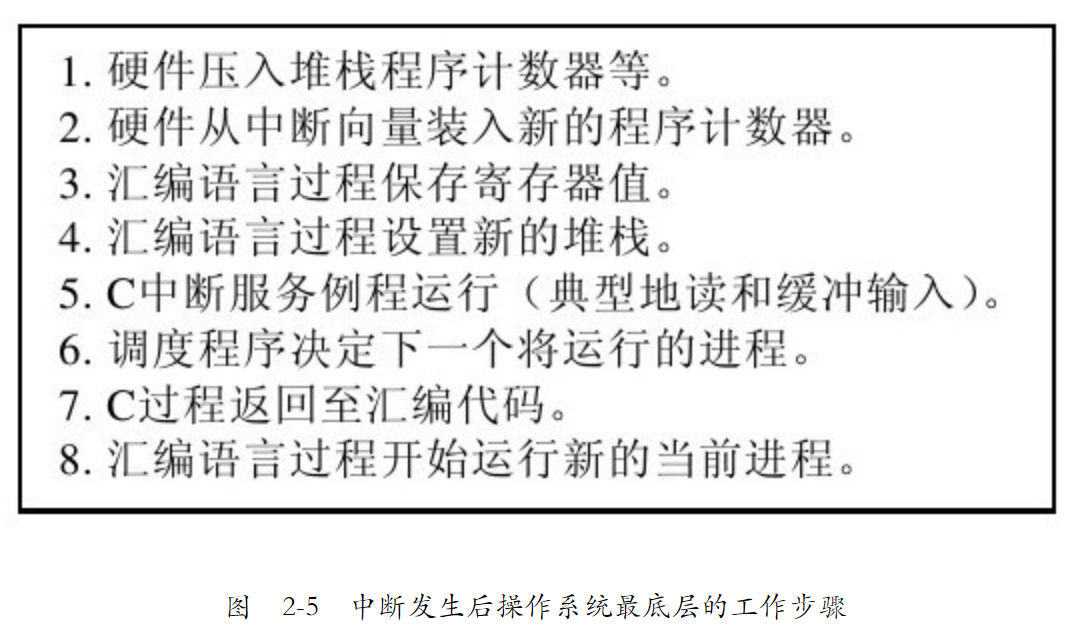 1. 硬件压入堆栈程序计数器等。
2. 硬件从中断向量装入新的程序计数器。
3. 汇编语言过程保存寄存器值。
4. 汇编语言过程设置新的堆栈。
5. C中断服务例程运行（典型地读和缓冲输入）。
6. 调度程序决定下一个将运行的进程。
7. C过程返回至汇编代码。
8. 汇编语言过程开始运行新的当前进程。
图 2-5 中断发生后操作系统最底层的工作步骤